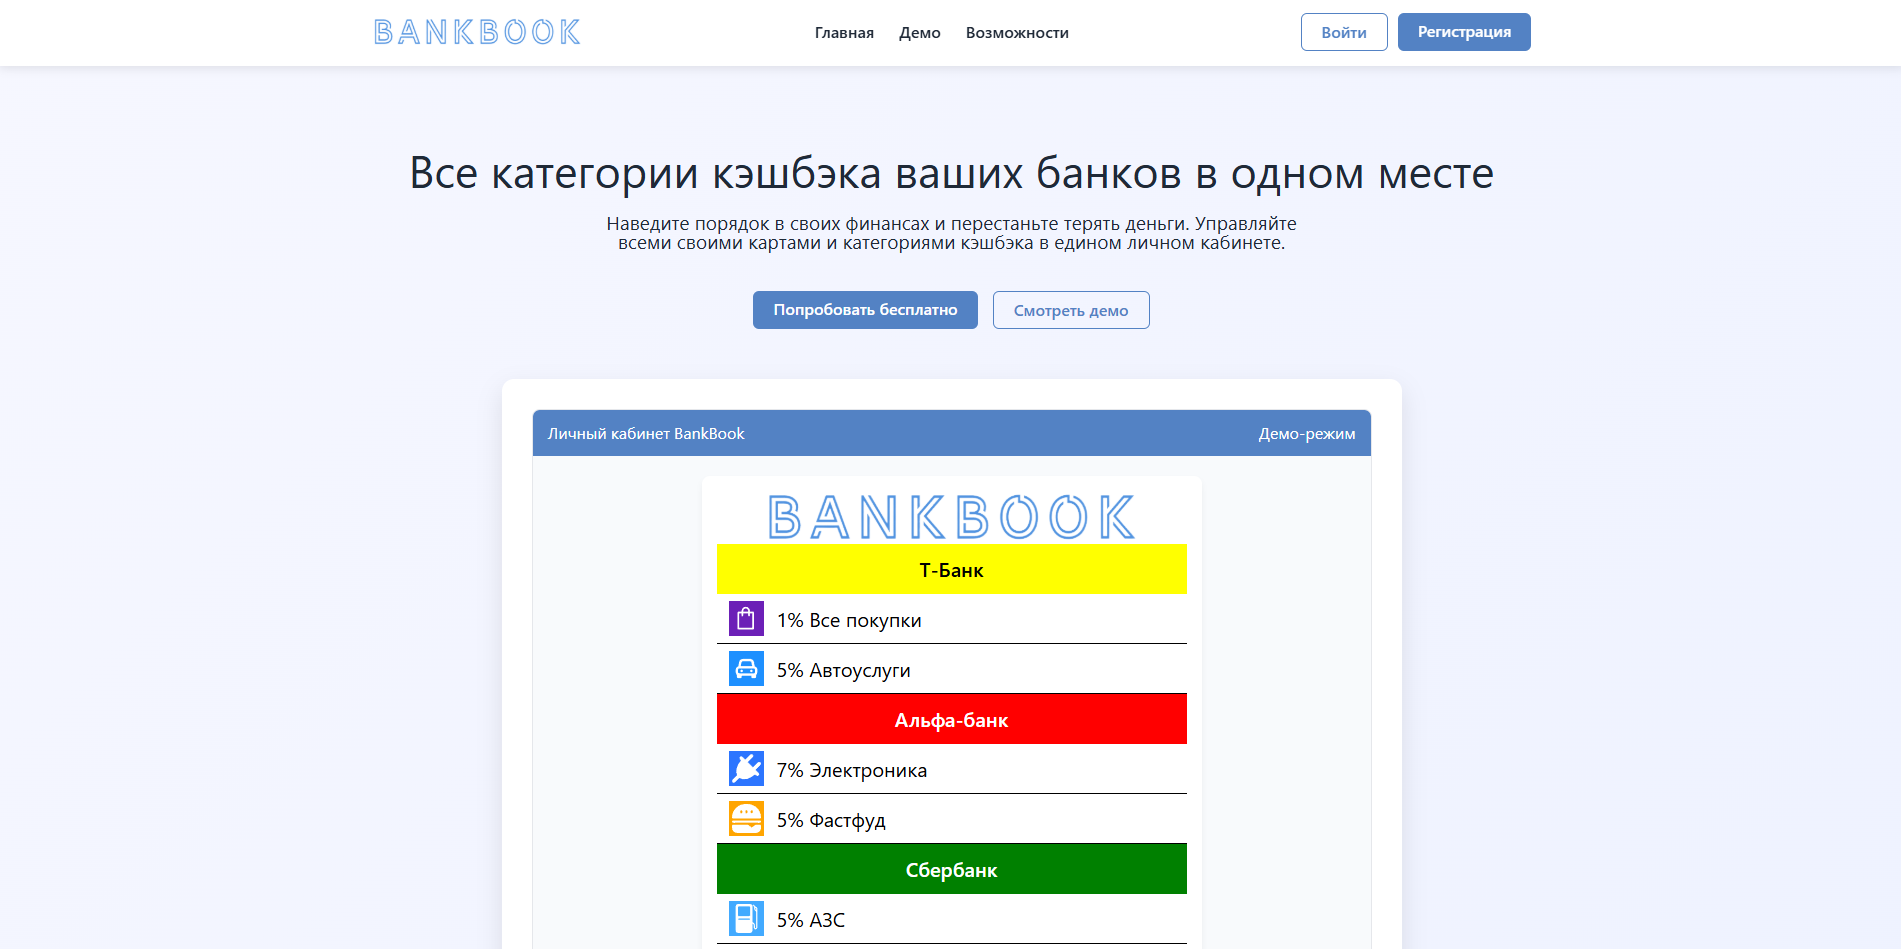 BANKBOOK
Главная
Демо
Возможности
Войти
Регистрация
Все категории кэшбэка ваших банков в одном месте
Наведите порядок в своих финансах и перестаньте терять деньги. Управляйте
всеми своими картами и категориями кэшбэка в едином личном кабинете.
Попробовать бесплатно
Смотреть демо
Личный кабинет BankBook
Демо-режим
BANKBOOK
Т-Банк
1% Все покупки
5% Автоуслуги
Альфа-банк
7% Электроника
5% Фастфуд
Сбербанк
5% АЗС